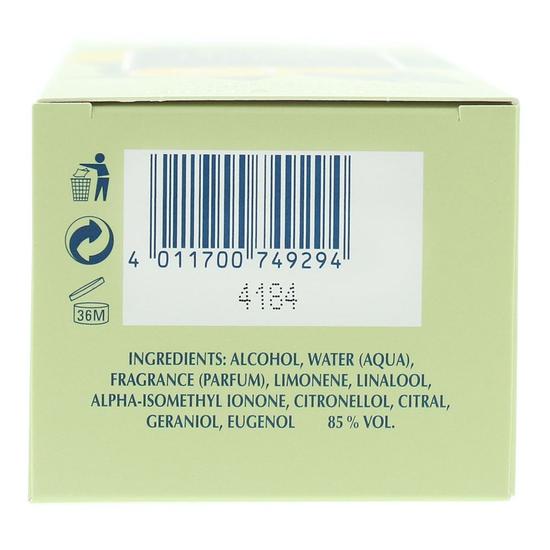 4 011700 749294
4184
36M
INGREDIENTS: ALCOHOL, WATER (AQUA),
FRAGRANCE (PARFUM), LIMONENE, LINALOOL,
ALPHA-ISOMETHYL IONONE, CITRONELLOL, CITRAL,
GERANIOL, EUGENOL 85 % VOL.